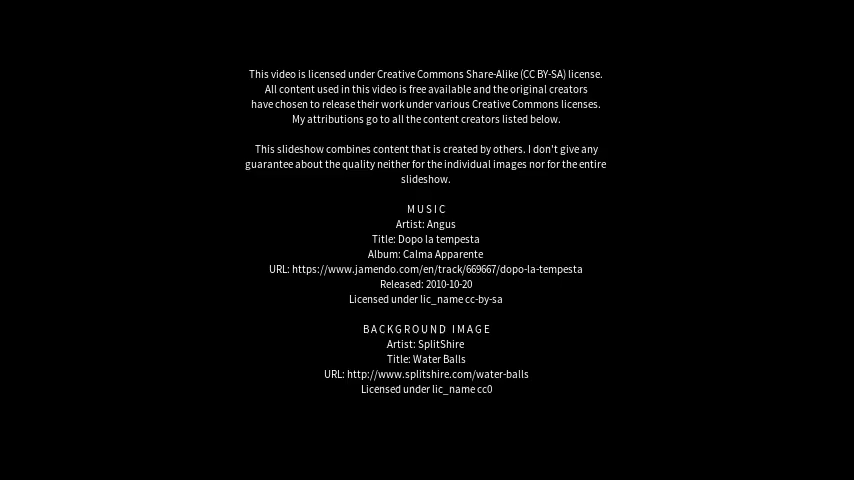 This video is licensed under Creative Commons Share-Alike (CC BY-SA) license.
All content used in this video is free available and the original creators
have chosen to release their work under various Creative Commons licenses.
My attributions go to all the content creators listed below.
This slideshow combines content that is created by others. I don't give any
guarantee about the quality neither for the individual images nor for the entire
slideshow.
MUSIC
Artist: Angus
Title: Dopo la tempesta
Album: Calma Apparente
URL: https://www.jamendo.com/en/track/669667/dopo-la-tempesta
Released: 2010-10-20
Licensed under lic_name cc-by-sa
BACKGROUND IMAGE
Artist: SplitShire
Title: Water Balls
URL: http://www.splitshire.com/water-balls
Licensed under lic_name cc0